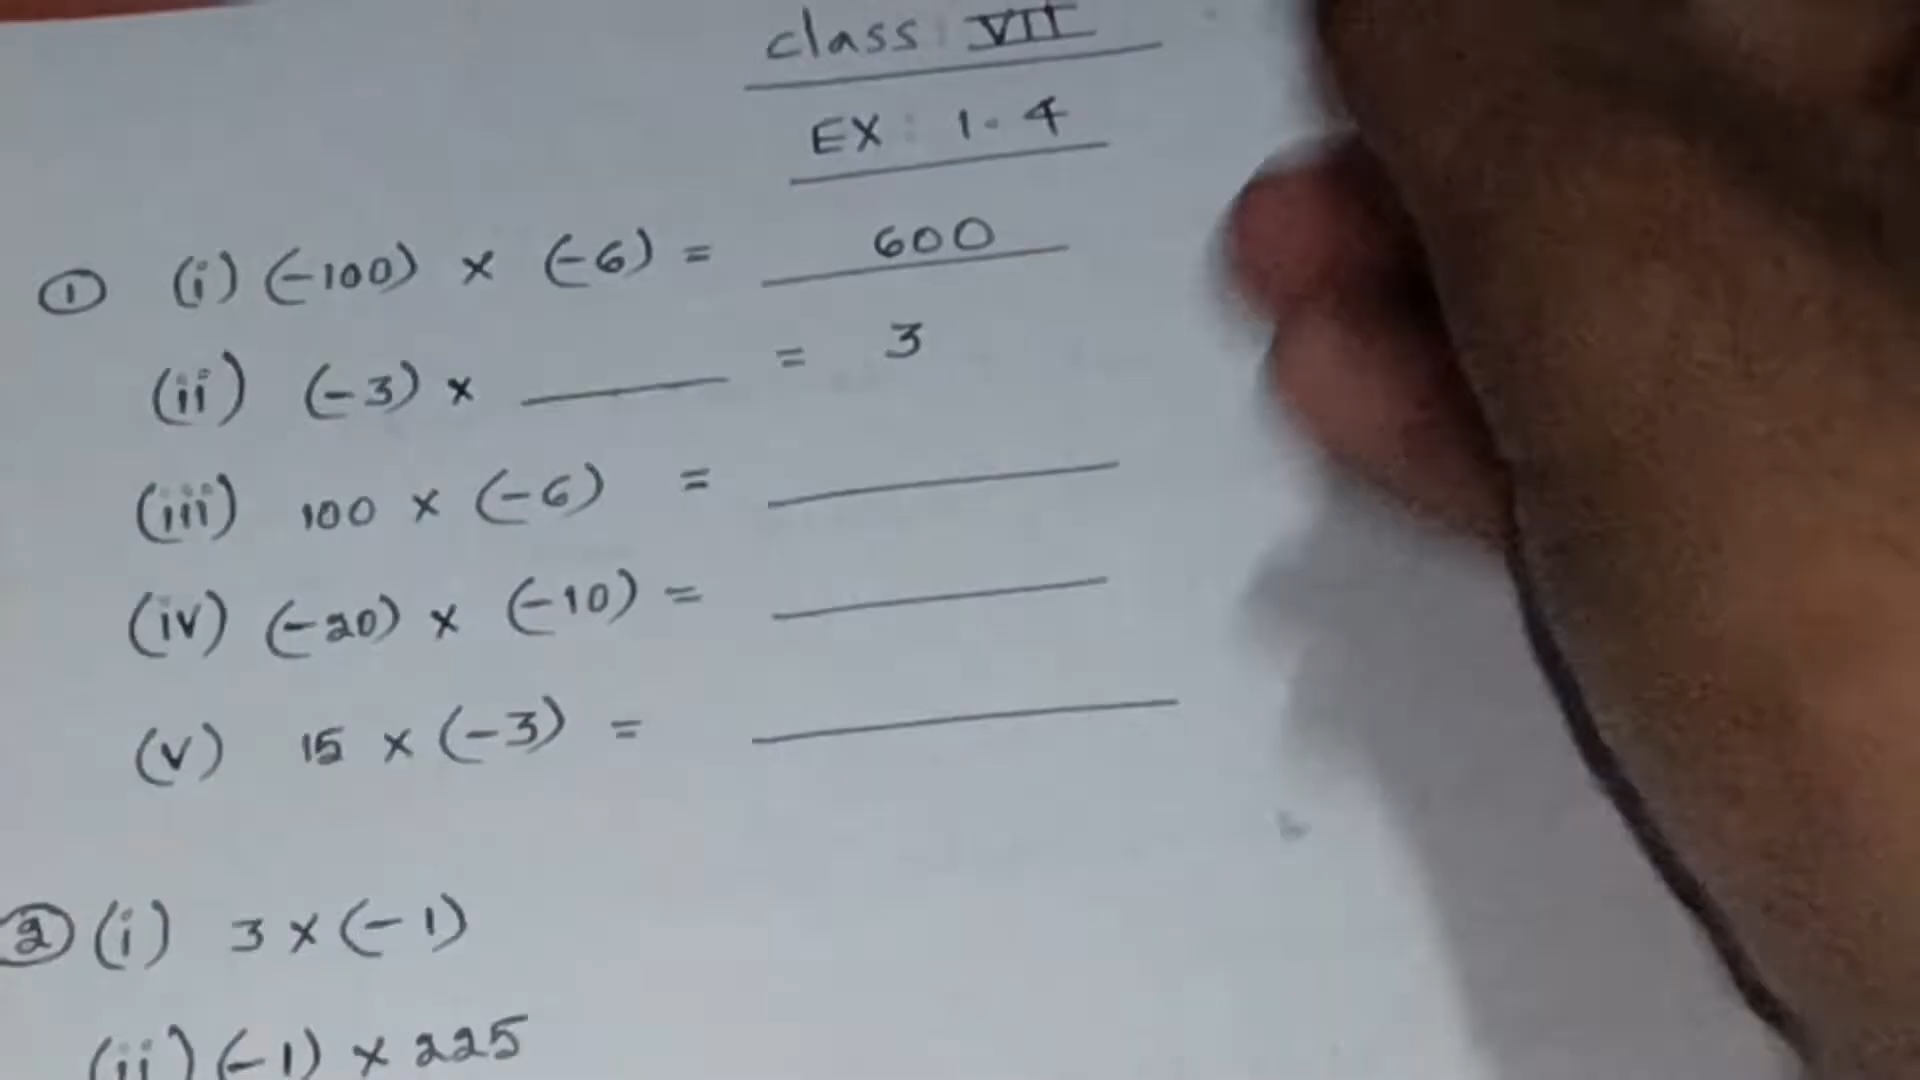 class: VII
EX: 1.4
① (i) (-100) × (-6) = 600
(ii) (-3) × ______ = 3
(iii) 100 × (-6) = ______
(iv) (-20) × (-10) = ______
(v) 15 × (-3) = ______
② (i) 3 × (-1)
(ii) (-1) × 225